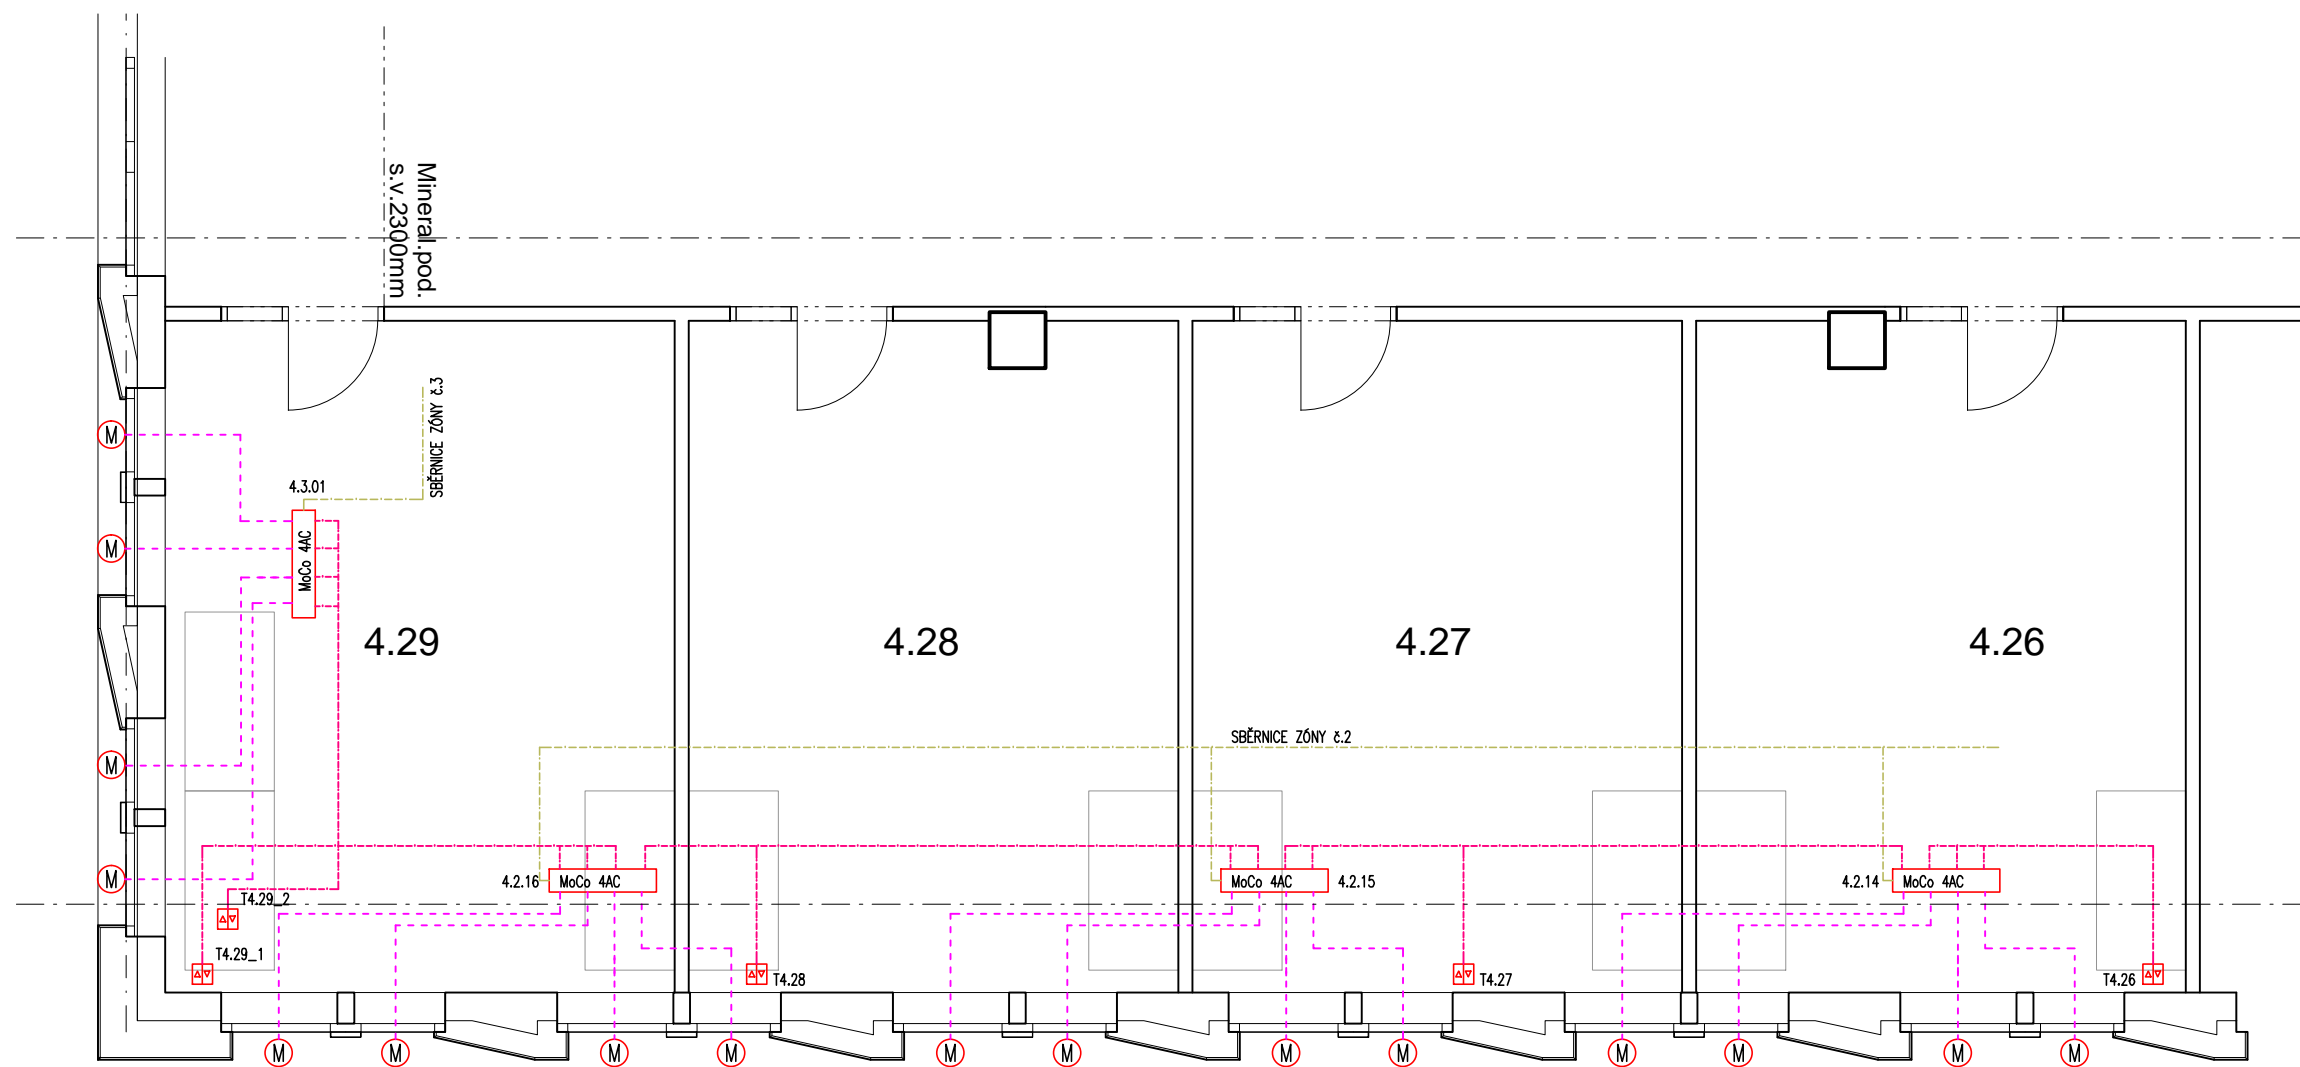 Mineral.pod.
s.v.2300mm
SBĚRNICE ZÓNY č.3
M
4.3.01
M
MoCo 4AC
4.29
4.28
4.27
4.26
SBĚRNICE ZÓNY č.2
M
M
4.2.16
MoCo 4AC
MoCo 4AC
4.2.15
4.2.14
MoCo 4AC
T4.29_2
T4.29_1
T4.28
T4.27
T4.26
M
M
M
M
M
M
M
M
M
M
M
M